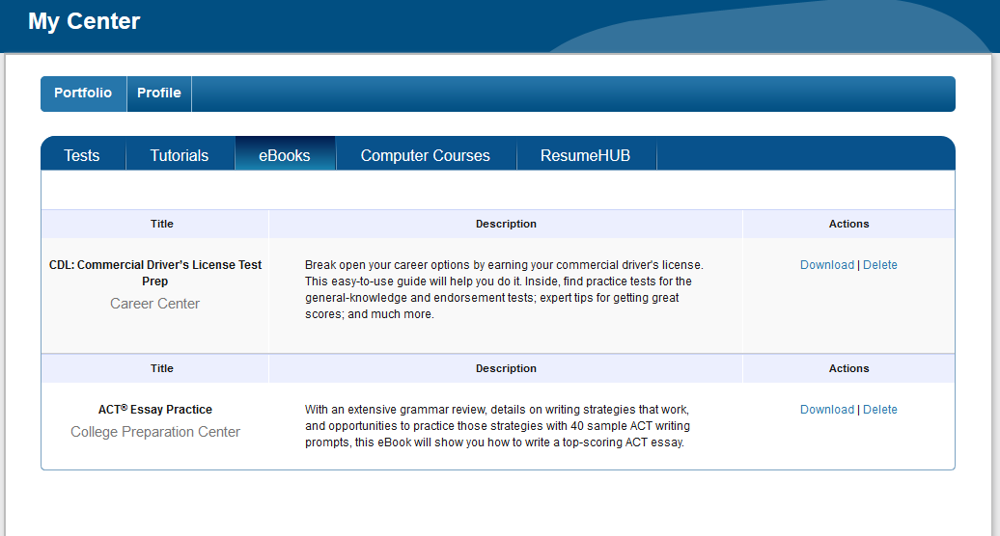 My Center
Portfolio Profile
Tests Tutorials eBooks Computer Courses ResumeHUB
Title Description Actions
CDL: Commercial Driver's License Test
Prep
Career Center
Break open your career options by earning your commercial driver's license.
This easy-to-use guide will help you do it. Inside, find practice tests for the
general-knowledge and endorsement tests; expert tips for getting great
scores; and much more.
Download | Delete
Title Description Actions
ACT® Essay Practice
College Preparation Center
With an extensive grammar review, details on writing strategies that work,
and opportunities to practice those strategies with 40 sample ACT writing
prompts, this eBook will show you how to write a top-scoring ACT essay.
Download | Delete